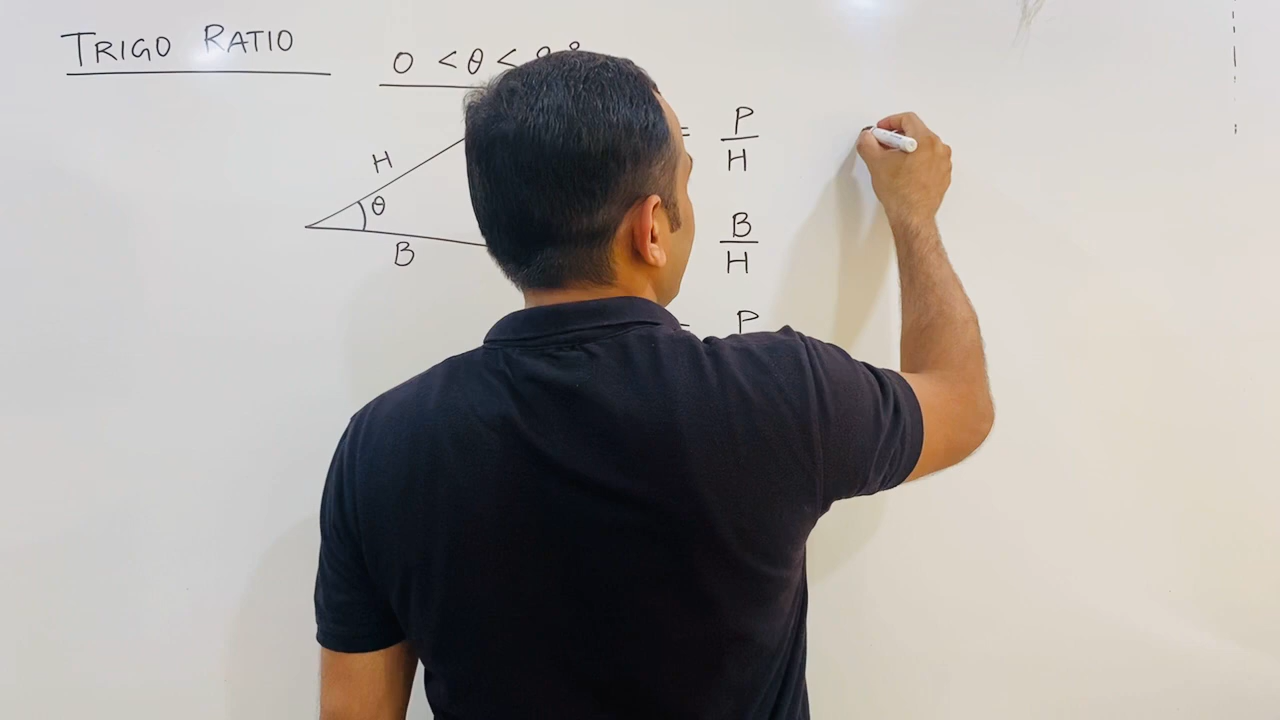 TRIGO RATIO
0 < θ <
H
θ
B
= P/H
B/H
= P